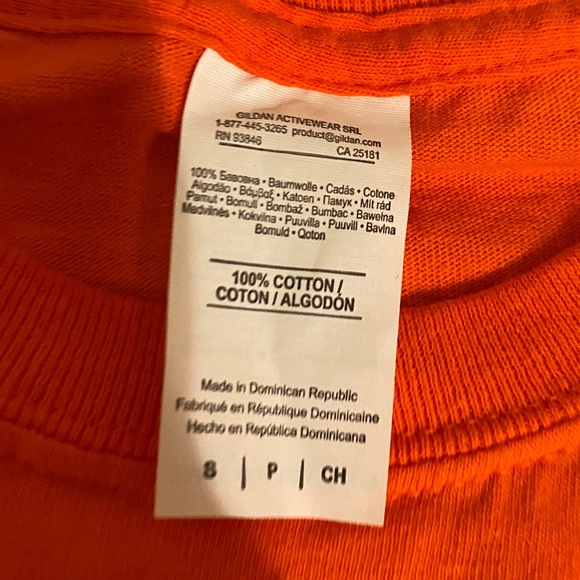 GILDAN ACTIVEWEAR SRL
1-877-445-3265 product@gildan.com
RN 93846 CA 25181
100% Бавовна • Baumwolle • Cadás • Cotone
Algodão • Βαμβαξ • Katoen • Памук • Mit rád
Pamut • Bomull • Bombaž • Bumbac • Bawełna
Medvilnės • Kokvilna • Puuvilla • Puuvill • Bavlna
Bomuld • Qoton
100% COTTON /
COTON / ALGODÓN
Made in Dominican Republic
Fabriqué en République Dominicaine
Hecho en República Dominicana
S | P | CH